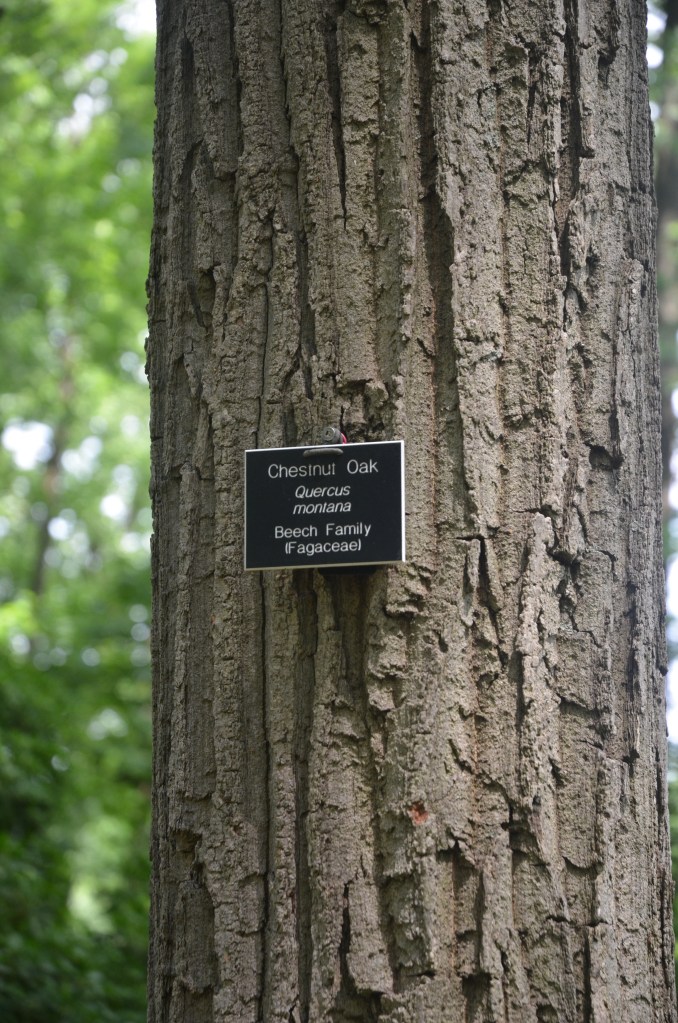 Chestnut Oak
Quercus
montana
Beech Family
(Fagaceae)